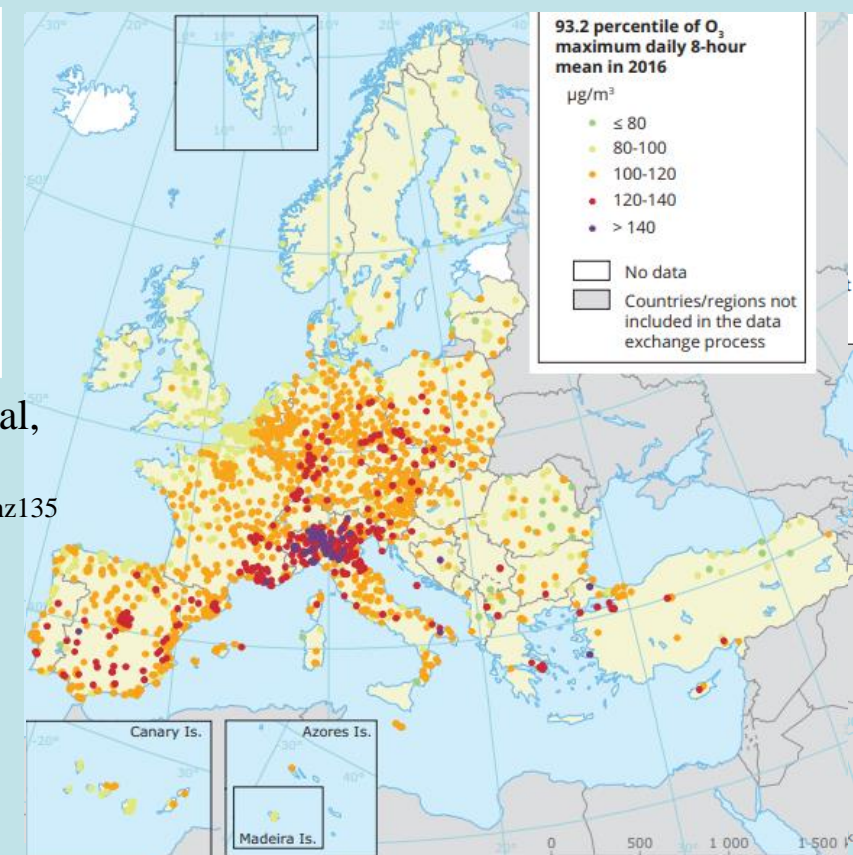 93.2 percentile of O₃
maximum daily 8-hour
mean in 2016
µg/m³
≤ 80
80-100
100-120
120-140
> 140
No data
Countries/regions not
included in the data
exchange process
al,
az135
Canary Is.
Azores Is.
Madeira Is.
0 500 1 000 1 500